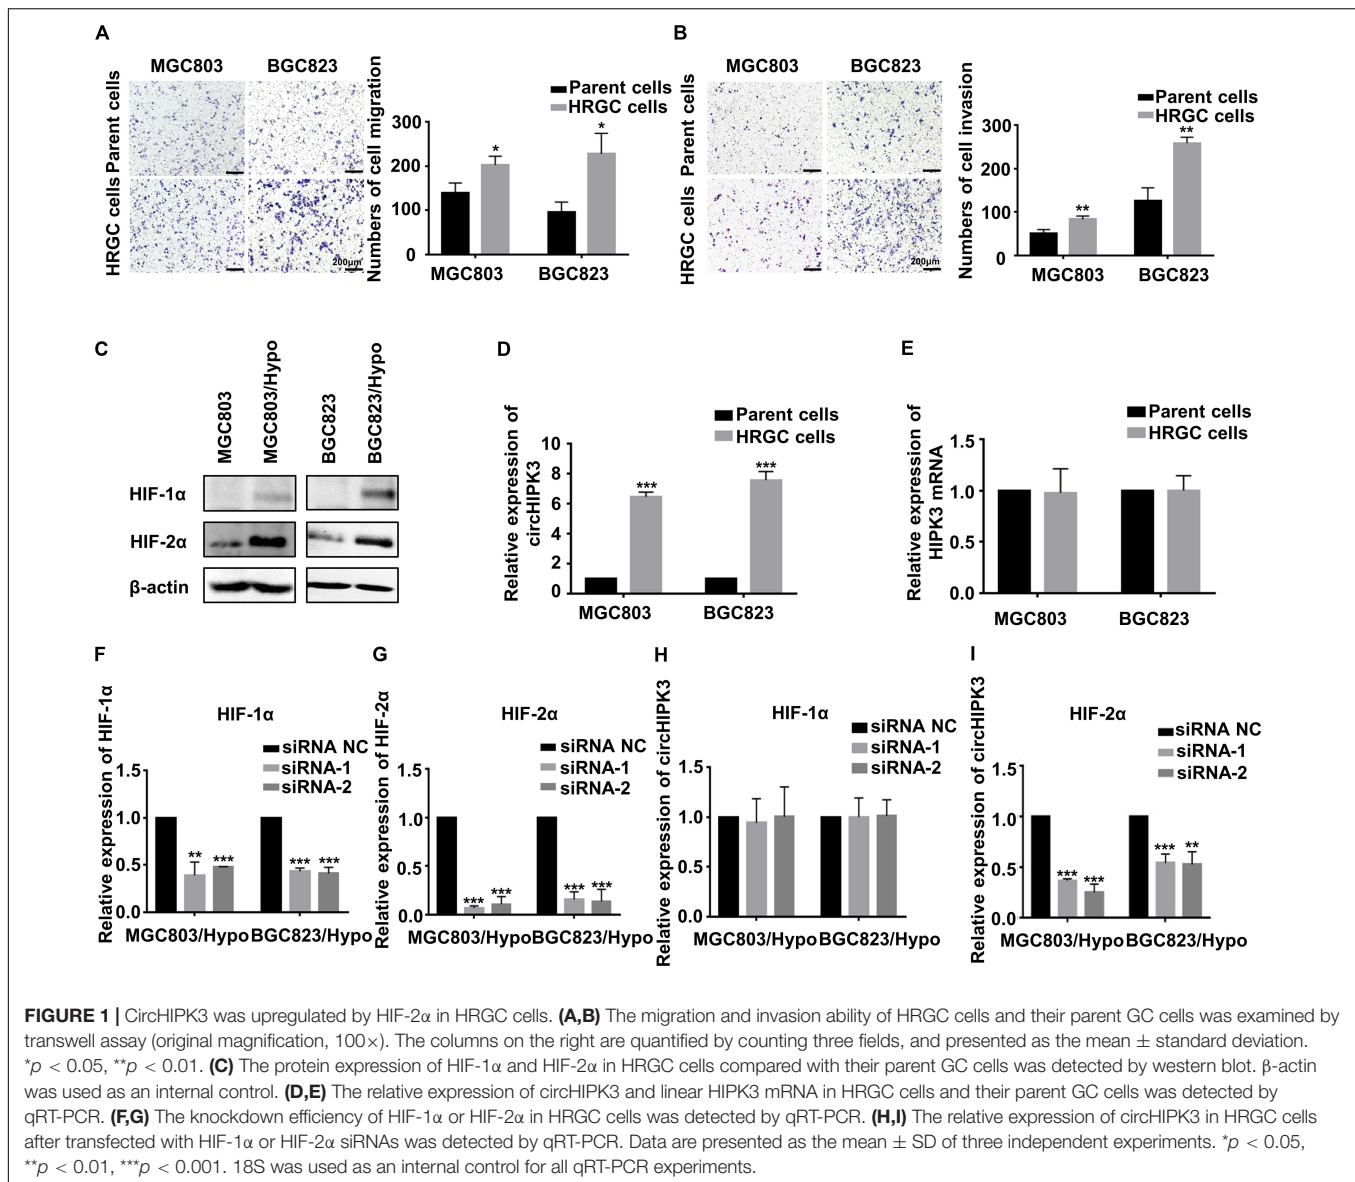 A
MGC803
BGC823
Parent cells
HRGC cells
200μm
Numbers of cell migration
Parent cells
HRGC cells
300
200
100
0
*
*
MGC803
BGC823
B
MGC803
BGC823
Parent cells
HRGC cells
200μm
Numbers of cell invasion
Parent cells
HRGC cells
300
200
100
0
**
**
MGC803
BGC823
C
MGC803
MGC803/Hypo
BGC823
BGC823/Hypo
HIF-1α
HIF-2α
β-actin
D
Relative expression of
circHIPK3
Parent cells
HRGC cells
10
8
6
4
2
0
***
***
MGC803
BGC823
E
Relative expression of
HIPK3 mRNA
Parent cells
HRGC cells
1.5
1.0
0.5
0.0
MGC803
BGC823
F
Relative expression of HIF-1α
HIF-1α
siRNA NC
siRNA-1
siRNA-2
1.5
1.0
0.5
0.0
** ***
*** ***
MGC803/Hypo BGC823/Hypo
G
Relative expression of HIF-2α
HIF-2α
siRNA NC
siRNA-1
siRNA-2
1.5
1.0
0.5
0.0
*** ***
*** ***
MGC803/Hypo BGC823/Hypo
H
Relative expression of circHIPK3
HIF-1α
siRNA NC
siRNA-1
siRNA-2
1.5
1.0
0.5
0.0
MGC803/Hypo BGC823/Hypo
I
Relative expression of circHIPK3
HIF-2α
siRNA NC
siRNA-1
siRNA-2
1.5
1.0
0.5
0.0
*** ***
*** **
MGC803/Hypo BGC823/Hypo
FIGURE 1 | CircHIPK3 was upregulated by HIF-2α in HRGC cells. (A,B) The migration and invasion ability of HRGC cells and their parent GC cells was examined by
transwell assay (original magnification, 100×). The columns on the right are quantified by counting three fields, and presented as the mean ± standard deviation.
*p < 0.05, **p < 0.01. (C) The protein expression of HIF-1α and HIF-2α in HRGC cells compared with their parent GC cells was detected by western blot. β-actin
was used as an internal control. (D,E) The relative expression of circHIPK3 and linear HIPK3 mRNA in HRGC cells and their parent GC cells was detected by
qRT-PCR. (F,G) The knockdown efficiency of HIF-1α or HIF-2α in HRGC cells was detected by qRT-PCR. (H,I) The relative expression of circHIPK3 in HRGC cells
after transfected with HIF-1α or HIF-2α siRNAs was detected by qRT-PCR. Data are presented as the mean ± SD of three independent experiments. *p < 0.05,
**p < 0.01, ***p < 0.001. 18S was used as an internal control for all qRT-PCR experiments.